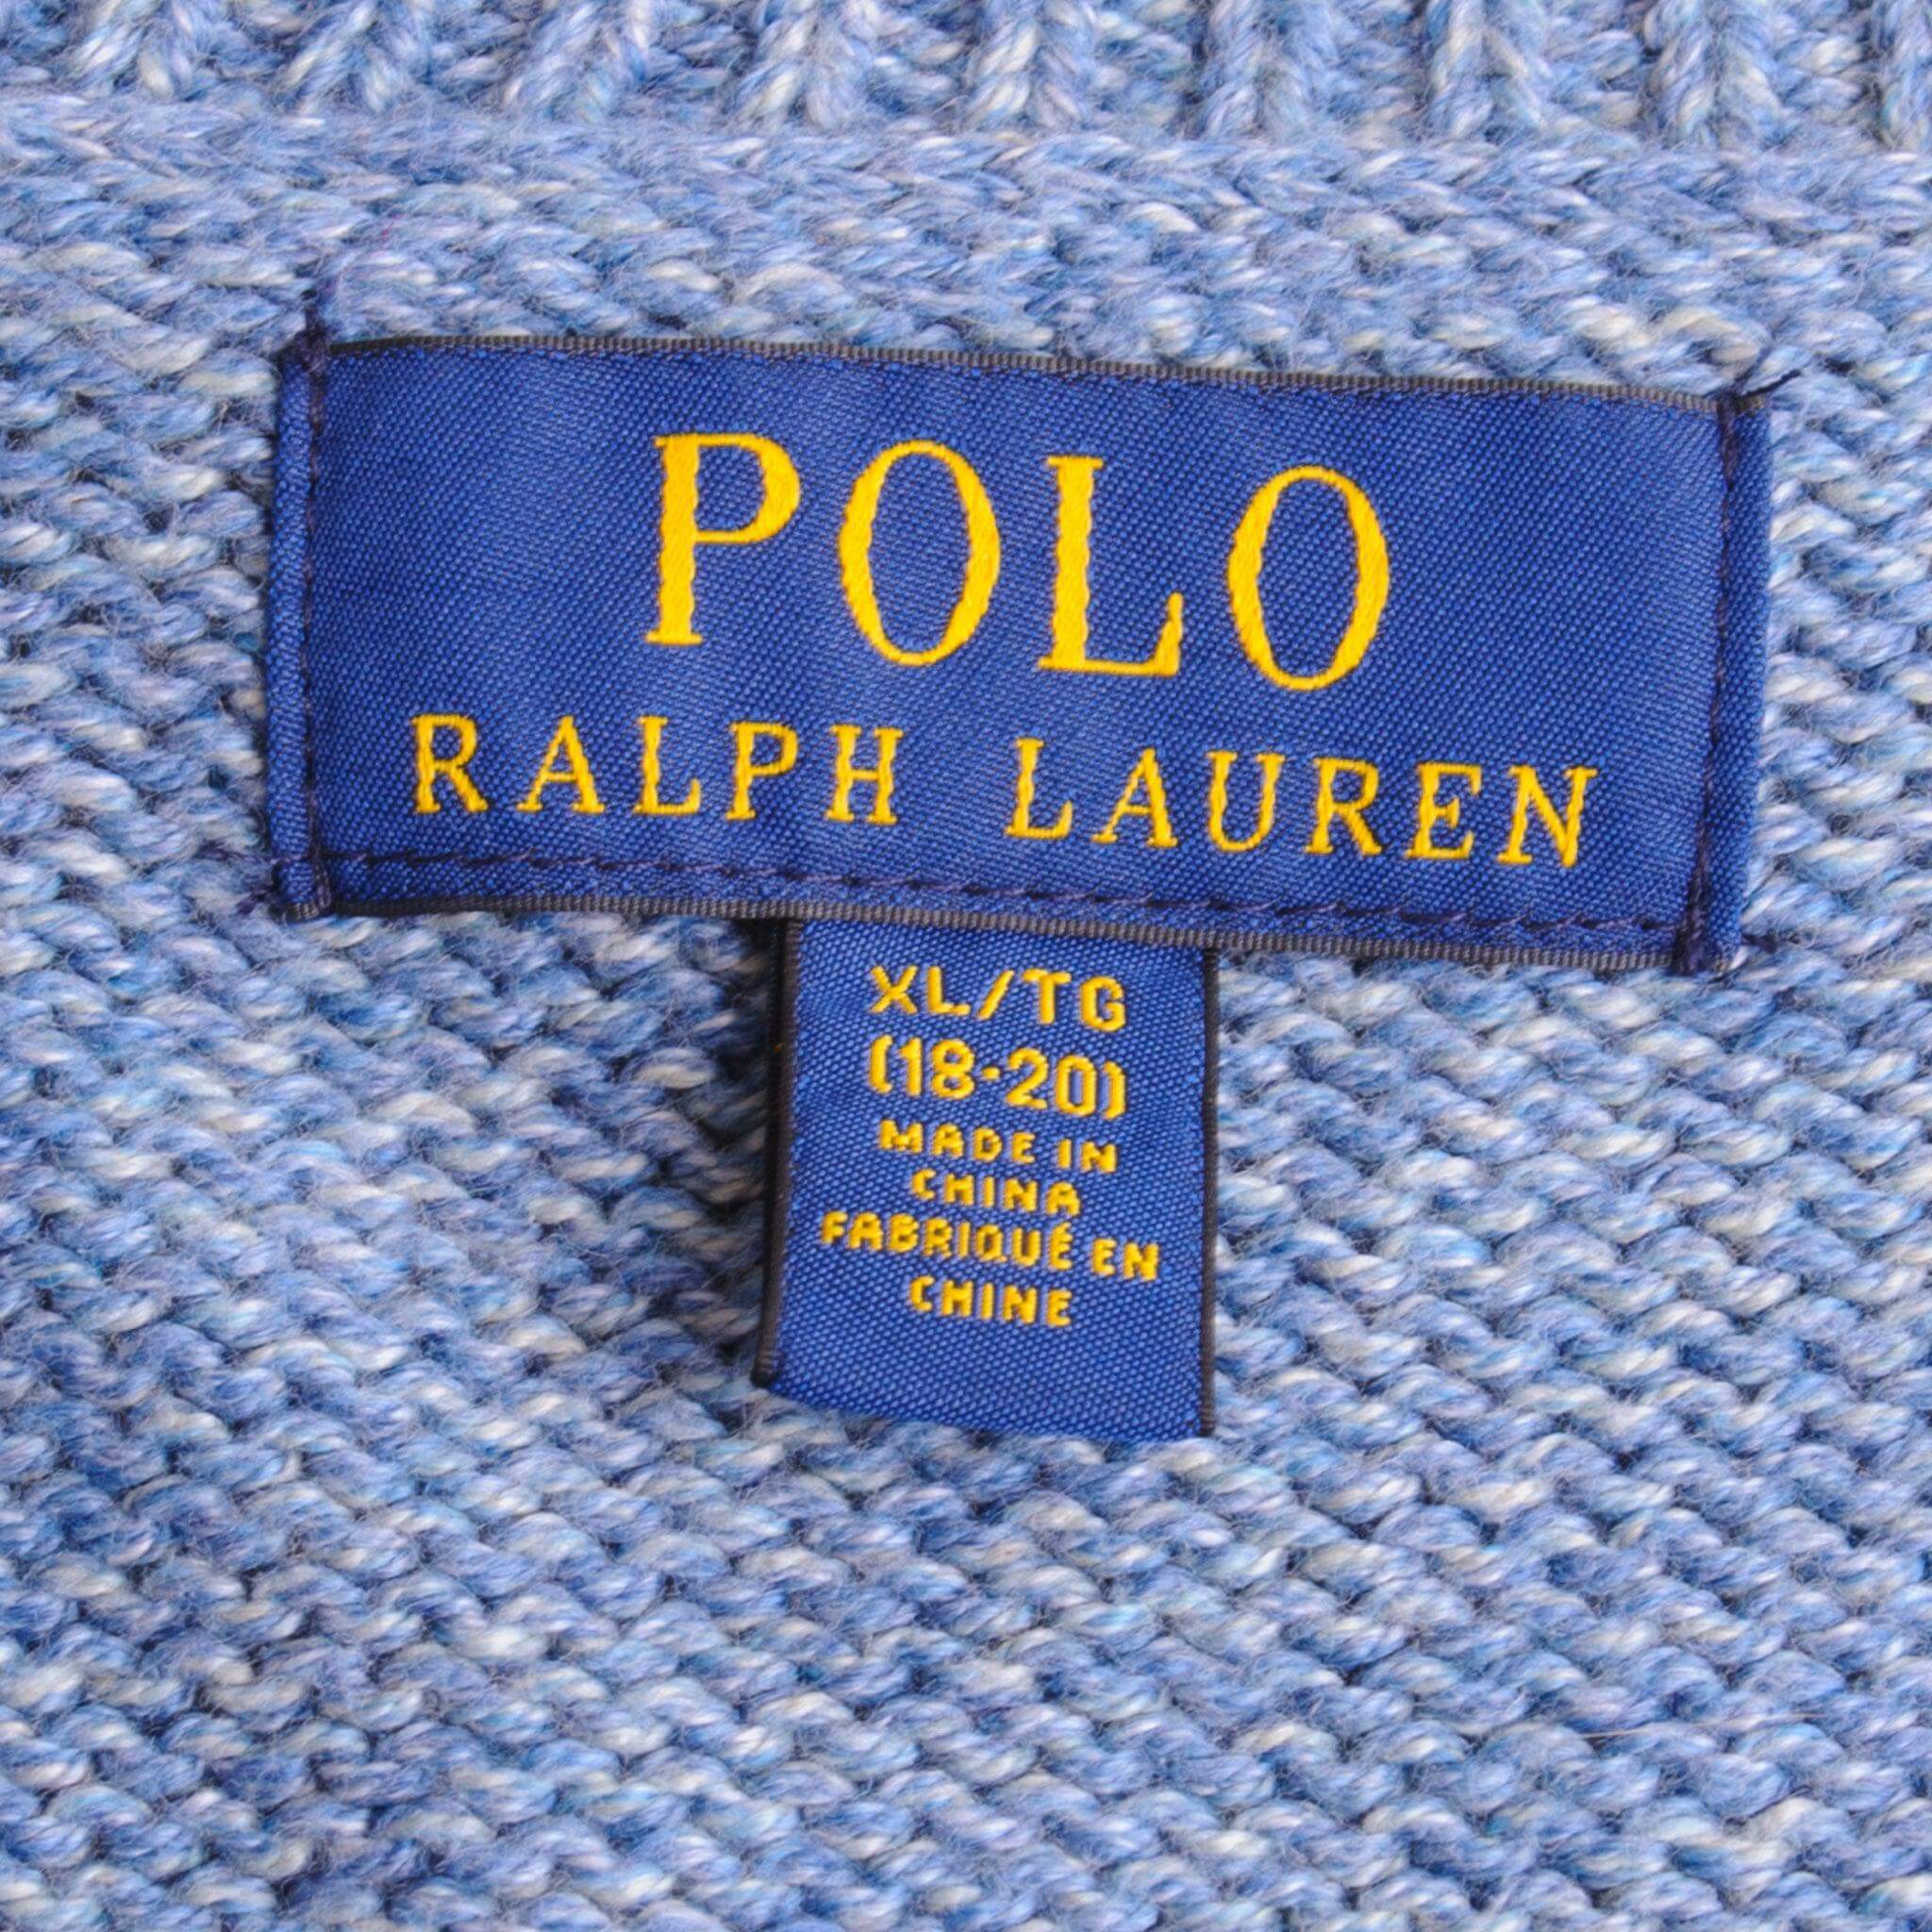 POLO
RALPH LAUREN
XL/TG
(18-20)
MADE IN
CHINA
FABRIQUÉ EN
CHINE